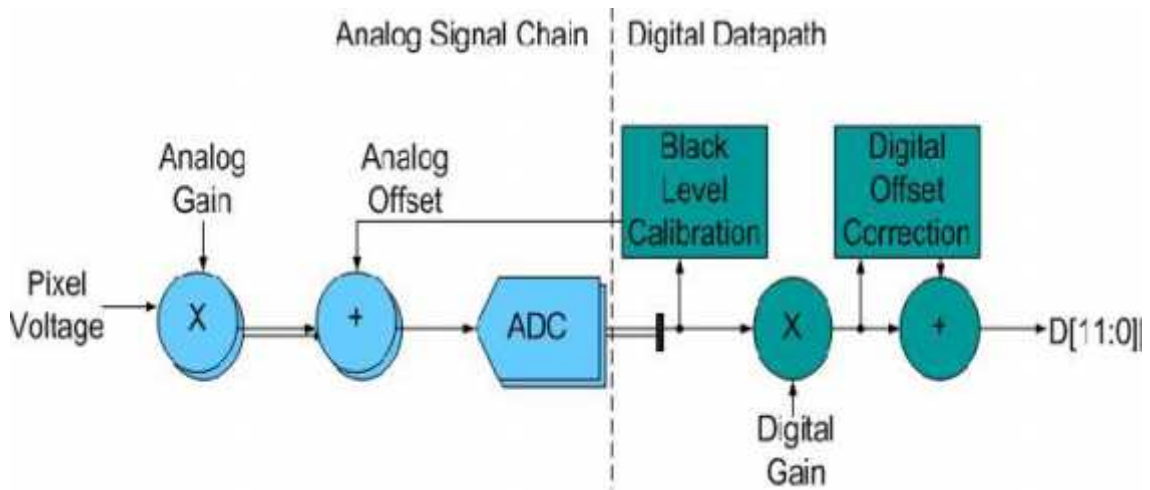 Analog Signal Chain
Digital Datapath
Black
Level
Calibration
Digital
Offset
Correction
Analog
Gain
Analog
Offset
Pixel
Voltage
X
+
ADC
X
+
D[11:0]
Digital
Gain